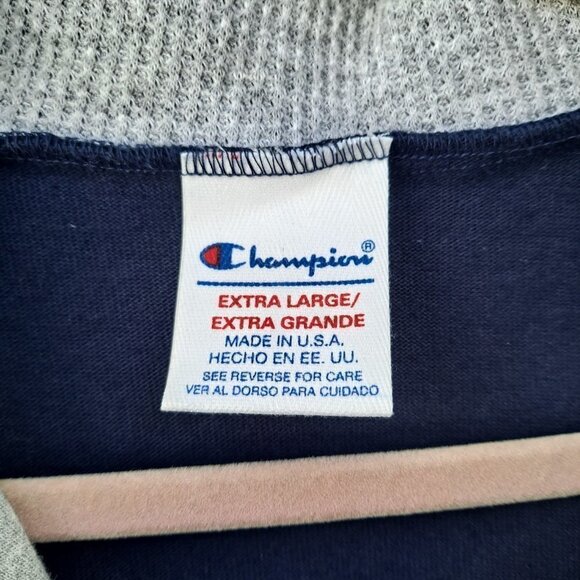 Champion®
EXTRA LARGE/
EXTRA GRANDE
MADE IN U.S.A.
HECHO EN EE. UU.
SEE REVERSE FOR CARE
VER AL DORSO PARA CUIDADO